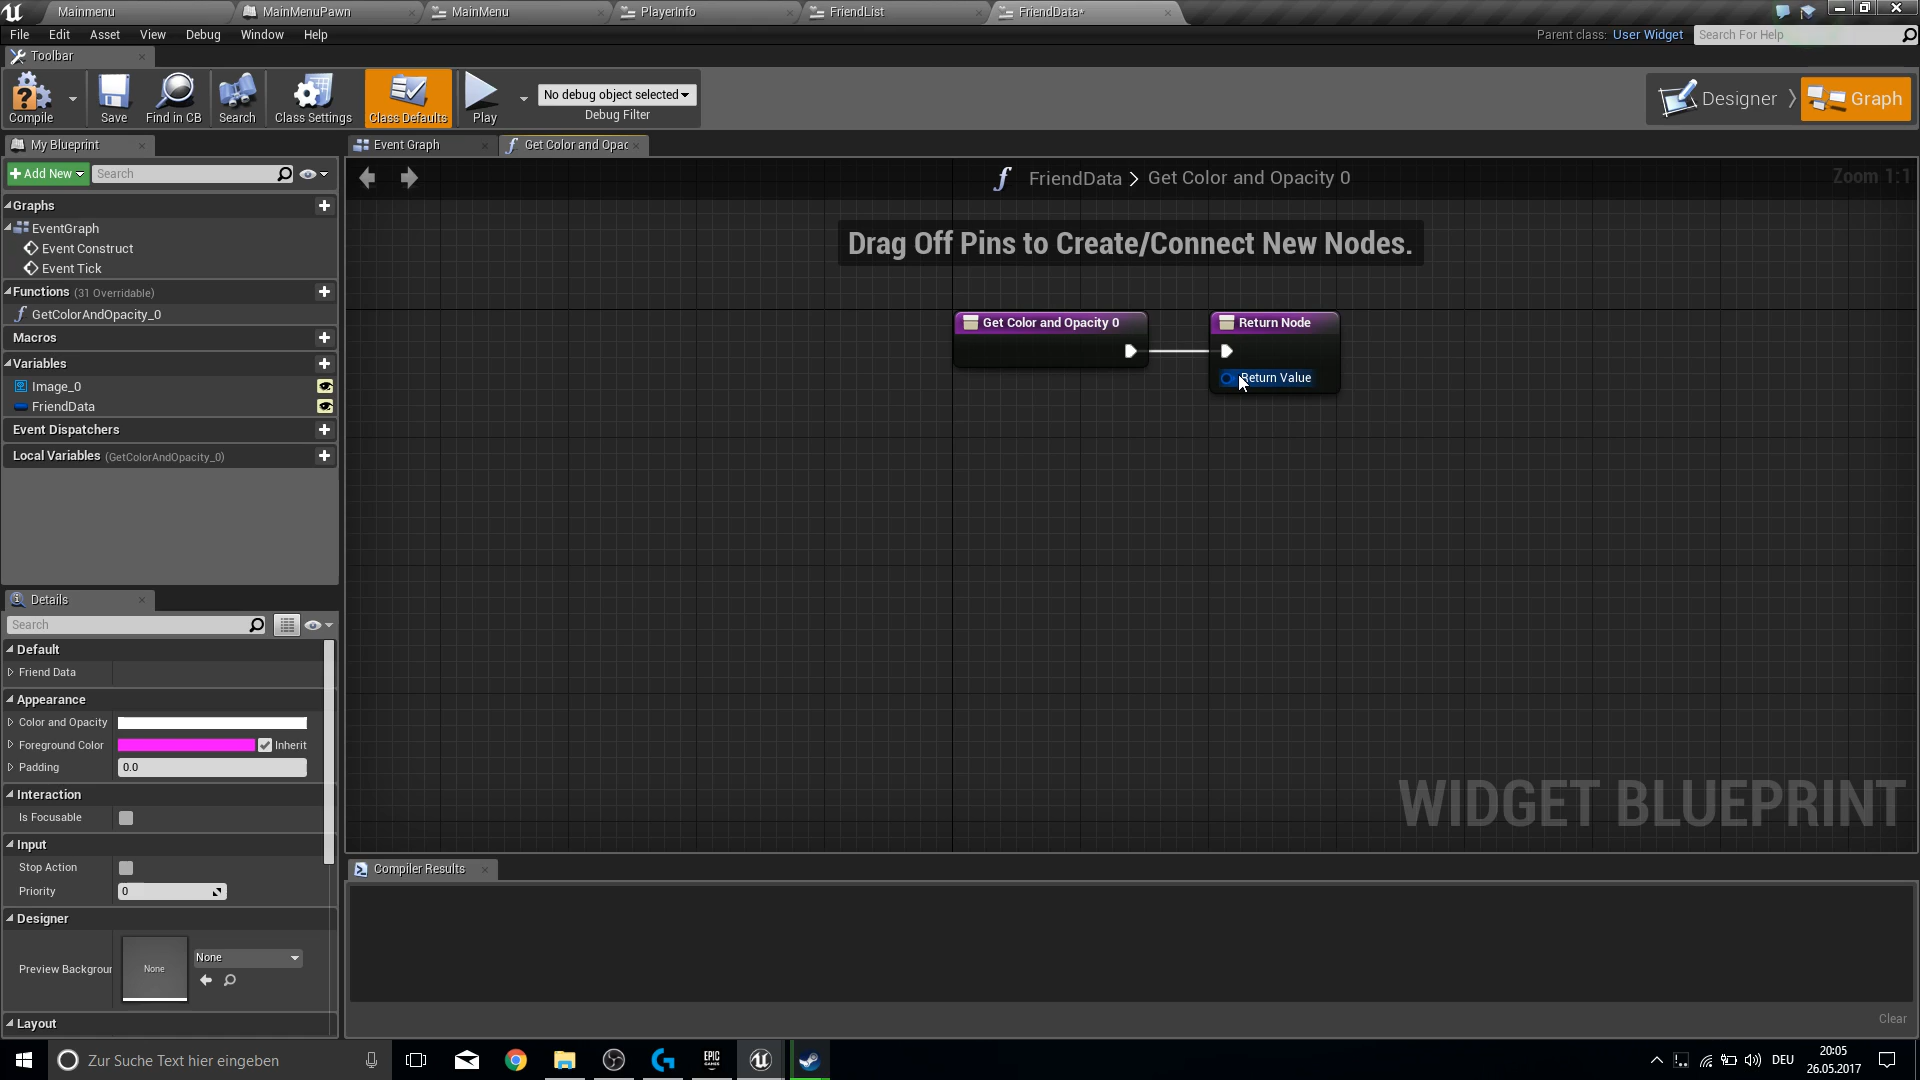 Mainmenu
MainMenuPawn
MainMenu
PlayerInfo
FriendList
FriendData*
File
Edit
Asset
View
Debug
Window
Help
Parent class: User Widget
Search For Help
Toolbar
Compile
Save
Find in CB
Search
Class Settings
Class Defaults
Play
No debug object selected
Debug Filter
Designer
Graph
My Blueprint
Event Graph
Get Color and Opac
Add New
Search
FriendData > Get Color and Opacity 0
Zoom 1:1
Graphs
EventGraph
Event Construct
Event Tick
Functions (31 Overridable)
GetColorAndOpacity_0
Macros
Variables
Image_0
FriendData
Event Dispatchers
Local Variables (GetColorAndOpacity_0)
Drag Off Pins to Create/Connect New Nodes.
Get Color and Opacity 0
Return Node
Return Value
WIDGET BLUEPRINT
Details
Search
Default
Friend Data
Appearance
Color and Opacity
Foreground Color
Inherit
Padding
0.0
Interaction
Is Focusable
Input
Stop Action
Priority
0
Designer
Preview Backgroun
None
None
Layout
Compiler Results
Clear
Zur Suche Text hier eingeben
EPIC
GAMES
DEU
20:05
26.05.2017